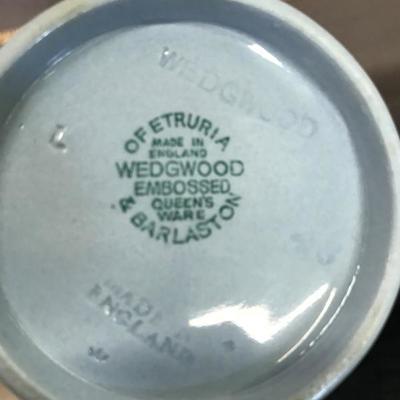 WEDGWOOD
L
OF ETRURIA
MADE IN
ENGLAND
WEDGWOOD
EMBOSSED
QUEEN'S
WARE
& BARLASTON
MADE IN
ENGLAND